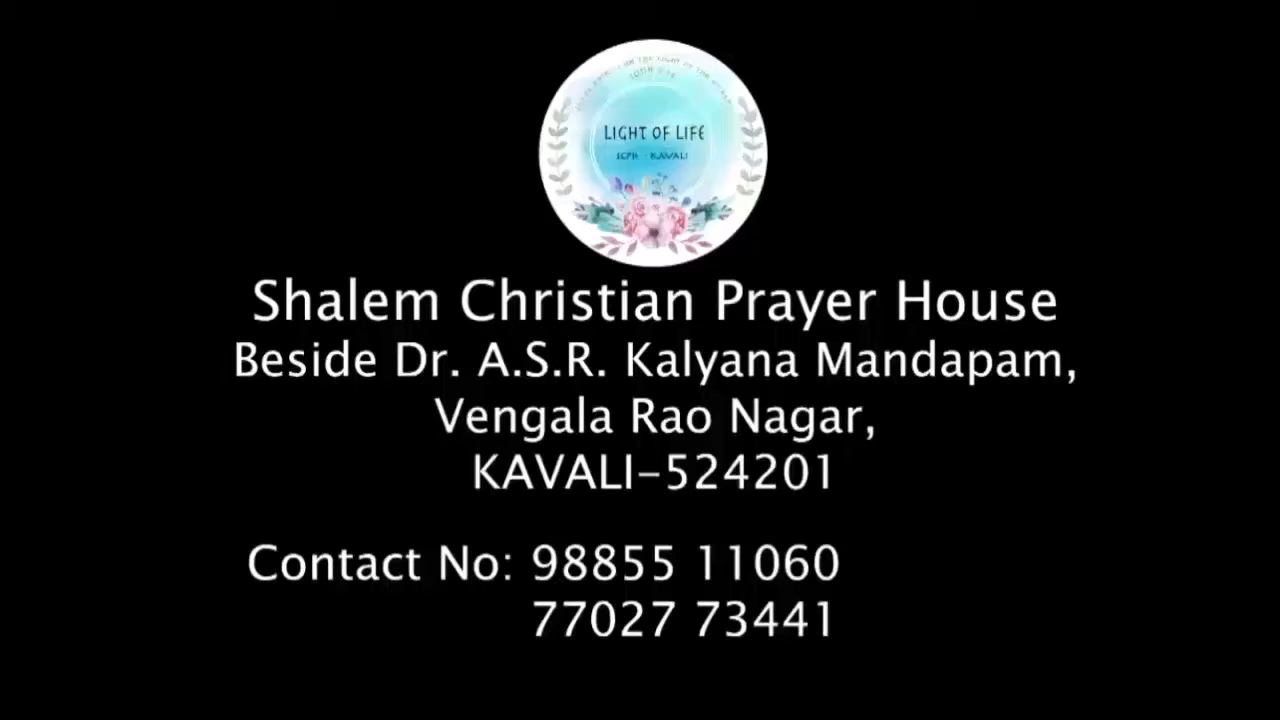 LIGHT OF LIFE
SCPH - KAVALI
Shalem Christian Prayer House
Beside Dr. A.S.R. Kalyana Mandapam,
Vengala Rao Nagar,
KAVALI-524201
Contact No: 98855 11060
77027 73441